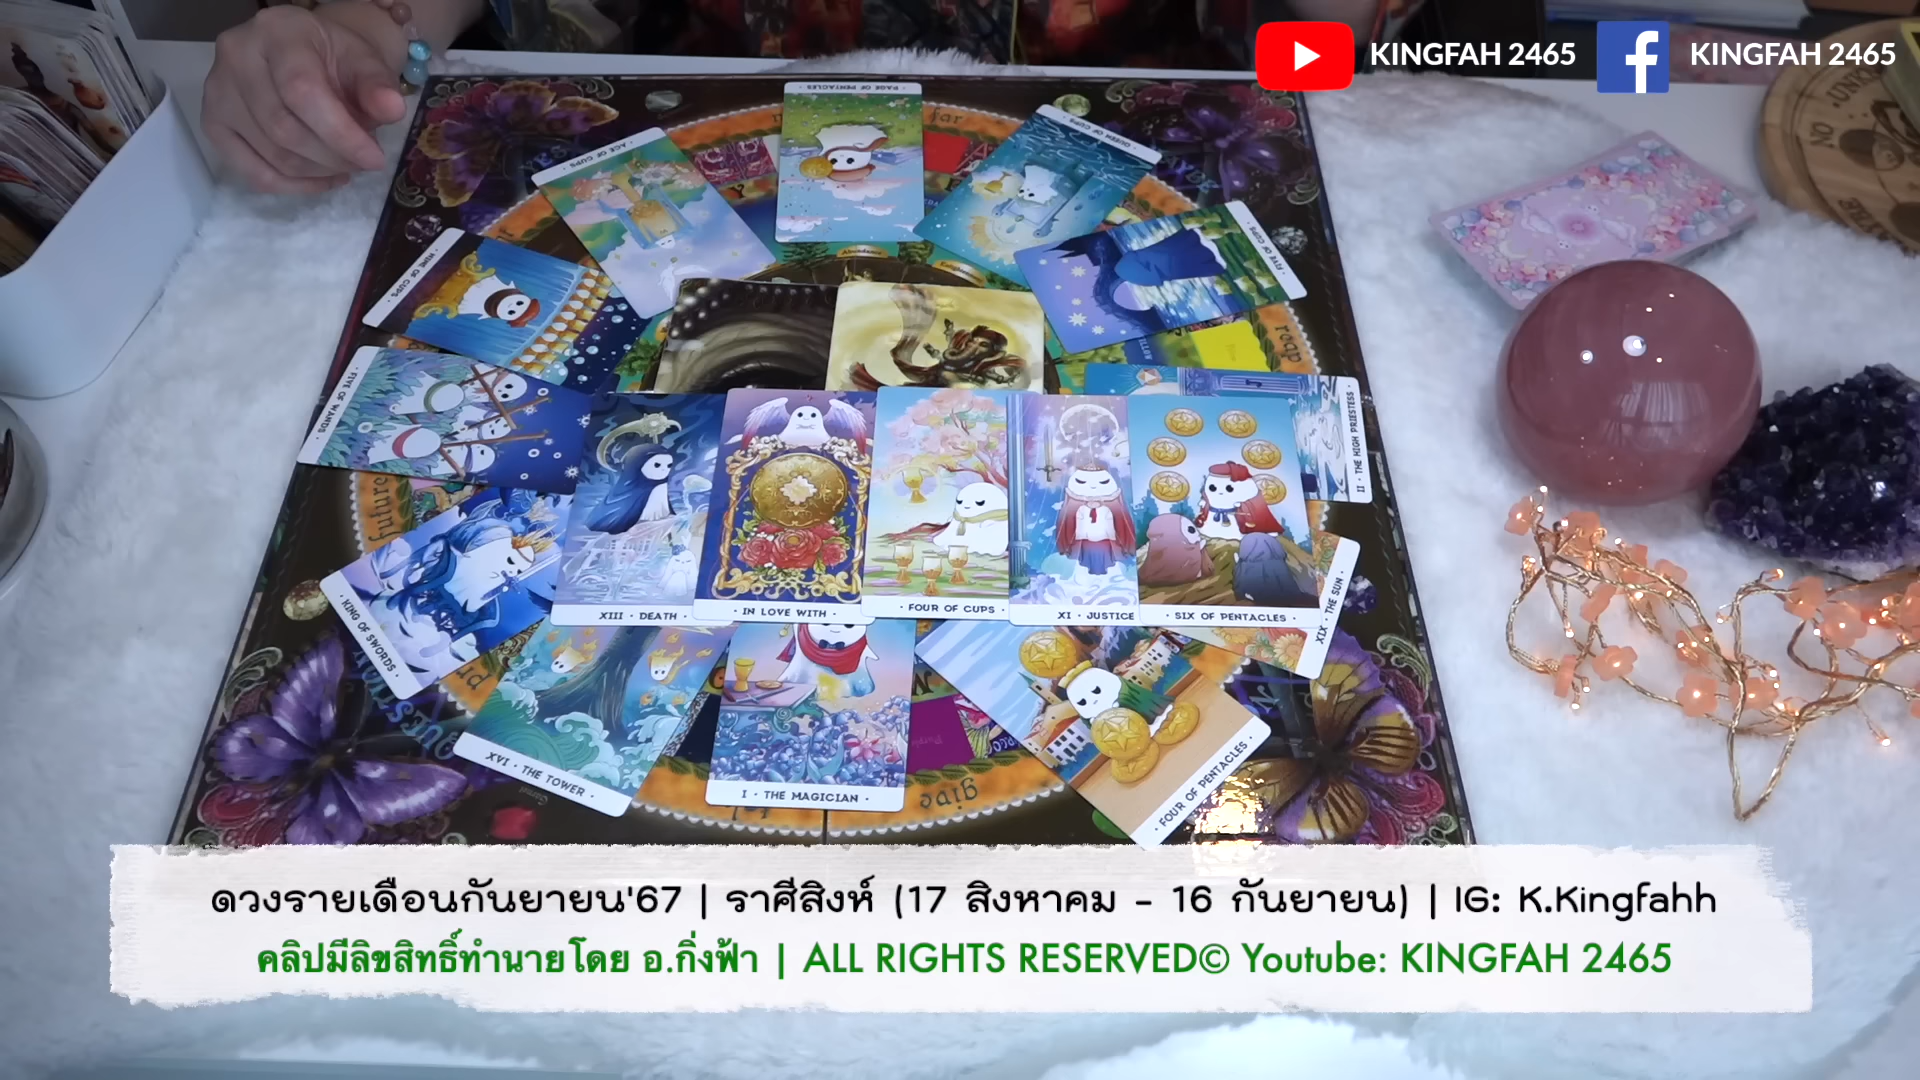 KINGFAH 2465
KINGFAH 2465
PAGE OF PENTACLES
ACE OF CUPS
QUEEN OF CUPS
NINE OF CUPS
FIVE OF CUPS
FIVE OF WANDS
II · THE HIGH PRIESTESS ·
future
give
· KING OF SWORDS ·
XIII · DEATH ·
· IN LOVE WITH ·
· FOUR OF CUPS ·
XI · JUSTICE
· SIX OF PENTACLES ·
XIX · THE SUN ·
XVI · THE TOWER ·
I · THE MAGICIAN ·
· FOUR OF PENTACLES ·
ดวงรายเดือนกันยายน'67 | ราศีสิงห์ (17 สิงหาคม - 16 กันยายน) | IG: K.Kingfahh
คลิปมีลิขสิทธิ์ทำนายโดย อ.กิ่งฟ้า | ALL RIGHTS RESERVED© Youtube: KINGFAH 2465